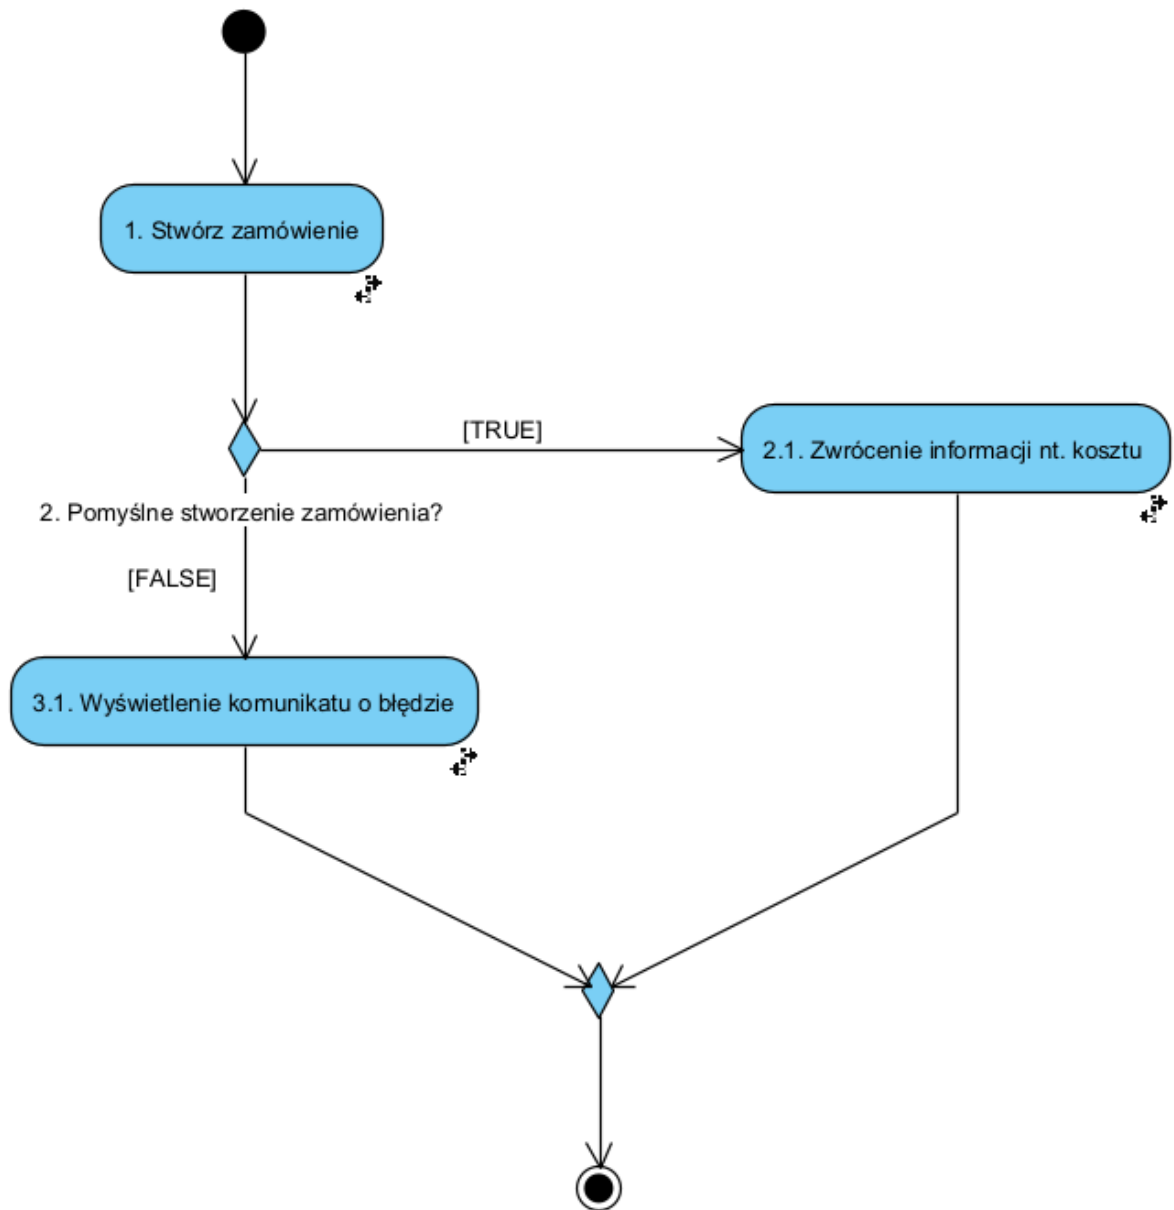 1. Stwórz zamówienie
[TRUE]
2.1. Zwrócenie informacji nt. kosztu
2. Pomyślne stworzenie zamówienia?
[FALSE]
3.1. Wyświetlenie komunikatu o błędzie